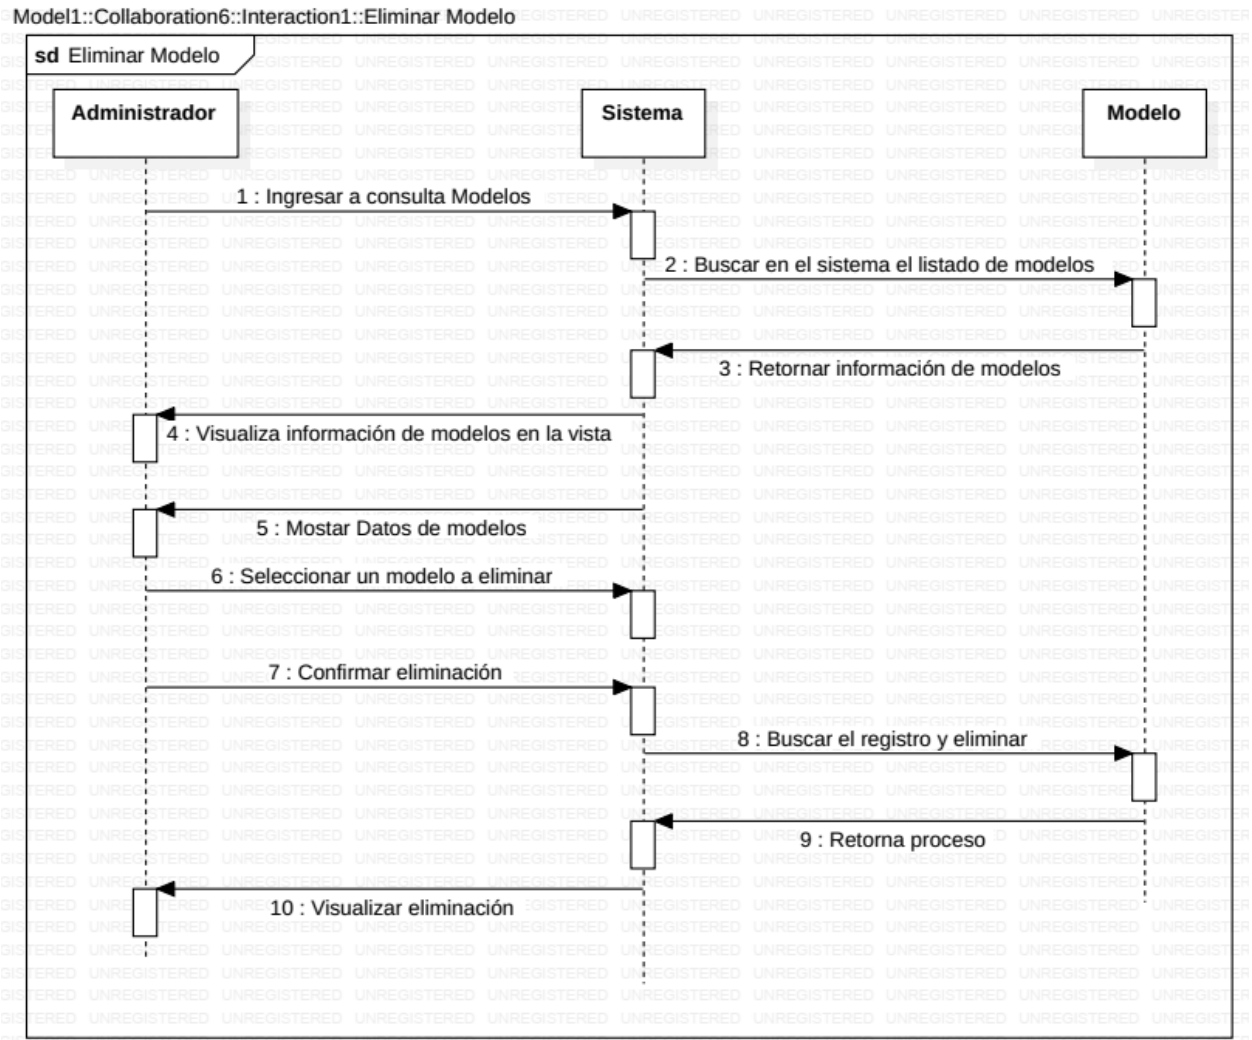 Model1::Collaboration6::Interaction1::Eliminar Modelo
sd Eliminar Modelo
Administrador
Sistema
Modelo
1 : Ingresar a consulta Modelos
2 : Buscar en el sistema el listado de modelos
3 : Retornar información de modelos
4 : Visualiza información de modelos en la vista
5 : Mostar Datos de modelos
6 : Seleccionar un modelo a eliminar
7 : Confirmar eliminación
8 : Buscar el registro y eliminar
9 : Retorna proceso
10 : Visualizar eliminación
UNREGISTERED